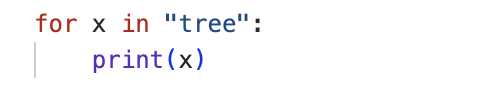 for x in "tree":
    print(x)